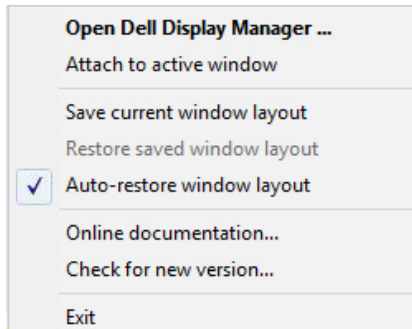 Open Dell Display Manager ...
Attach to active window
Save current window layout
Restore saved window layout
Auto-restore window layout
Online documentation...
Check for new version...
Exit